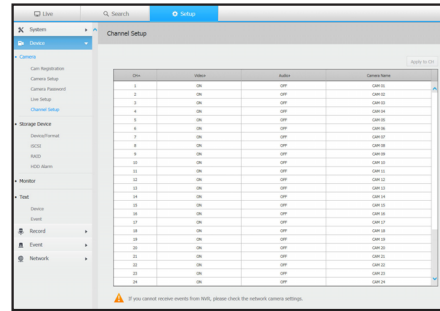 Live
Search
Setup
System
Device
Camera
Cam Registration
Camera Setup
Camera Password
Live Setup
Channel Setup
Storage Device
Device/Format
iSCSI
RAID
HDD Alarm
Monitor
Text
Device
Event
Record
Event
Network
Channel Setup
Apply to CH
CH Video Audio Camera Name
1 ON OFF CAM 01
2 ON OFF CAM 02
3 ON OFF CAM 03
4 ON OFF CAM 04
5 ON OFF CAM 05
6 ON OFF CAM 06
7 ON OFF CAM 07
8 ON OFF CAM 08
9 ON OFF CAM 09
10 ON OFF CAM 10
11 ON OFF CAM 11
12 ON OFF CAM 12
13 ON OFF CAM 13
14 ON OFF CAM 14
15 ON OFF CAM 15
16 ON OFF CAM 16
17 ON OFF CAM 17
18 ON OFF CAM 18
19 ON OFF CAM 19
20 ON OFF CAM 20
21 ON OFF CAM 21
22 ON OFF CAM 22
23 ON OFF CAM 23
24 ON OFF CAM 24
If you cannot receive events from NVR, please check the network camera settings.